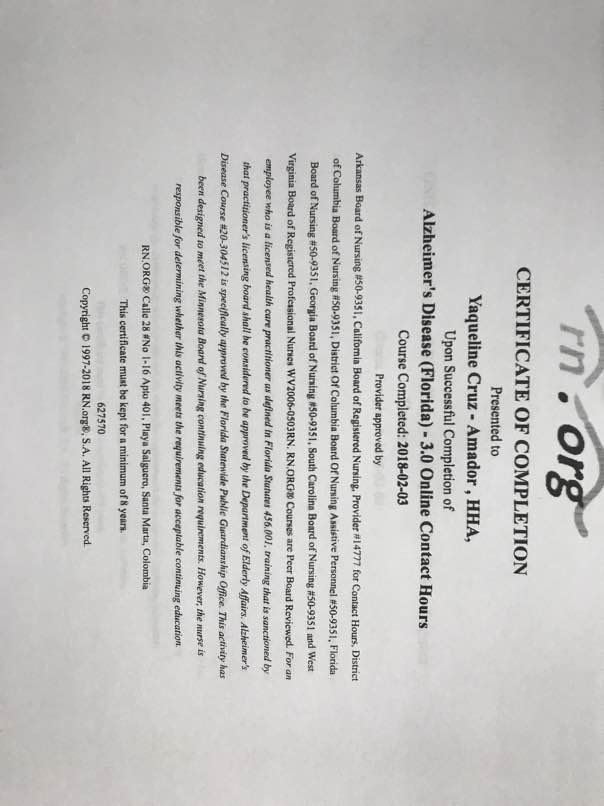 rn.org
CERTIFICATE OF COMPLETION
Presented to
Yaqueline Cruz - Amador , HHA,
Upon Successful Completion of
Alzheimer's Disease (Florida) - 3.0 Online Contact Hours
Course Completed: 2018-02-03
Provider approved by
Arkansas Board of Nursing #50-9351, California Board of Registered Nursing, Provider #14777 for Contact Hours, District
of Columbia Board of Nursing #50-9351, District Of Columbia Board Of Nursing Assistive Personnel #50-9351, Florida
Board of Nursing #50-9351, Georgia Board of Nursing #50-9351, South Carolina Board of Nursing #50-9351 and West
Virginia Board of Registered Professional Nurses WV2006-0503RN. RN.ORG® Courses are Peer Board Reviewed. For an
employee who is a licensed health care practitioner as defined in Florida Statutes 456.001, training that is sanctioned by
that practitioner's licensing board shall be considered to be approved by the Department of Elderly Affairs. Alzheimer's
Disease Course #20-304512 is specifically approved by the Florida Statewide Public Guardianship Office. This activity has
been designed to meet the Minnesota Board of Nursing continuing education requirements. However, the nurse is
responsible for determining whether this activity meets the requirements for acceptable continuing education.
RN.ORG® Calle 28 #No 1-16 Apto 401, Playa Salguero, Santa Marta, Colombia
This certificate must be kept for a minimum of 8 years.
627570
Copyright © 1997-2018 RN.org®, S.A. All Rights Reserved.